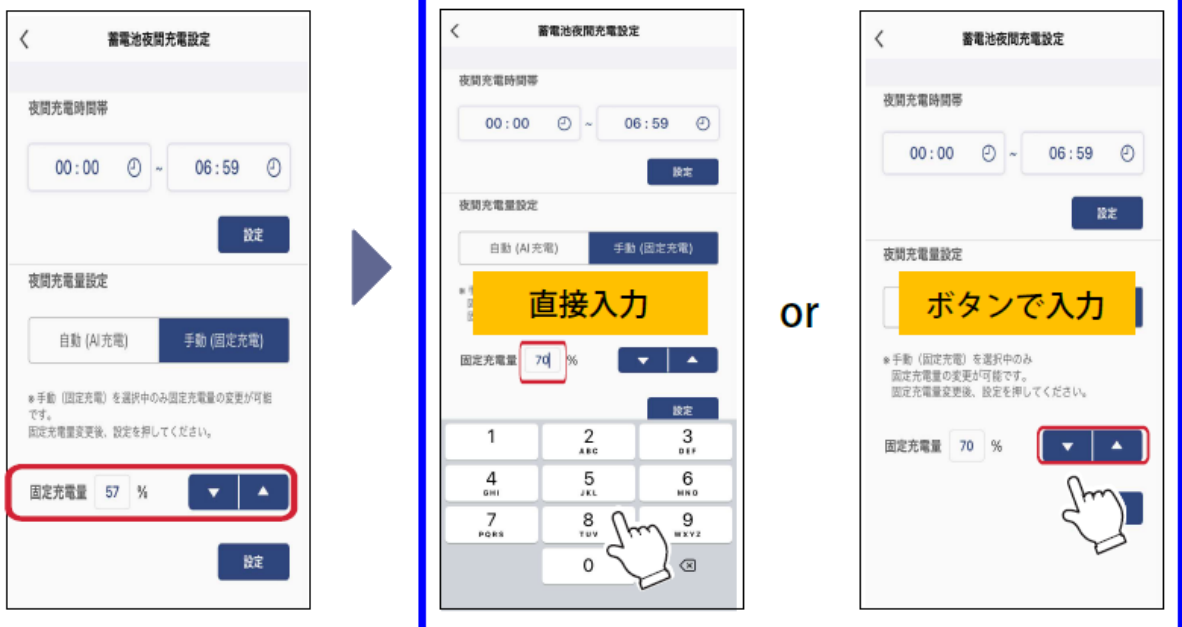 蓄電池夜間充電設定
夜間充電時間帯
00:00 ~ 06:59
設定
夜間充電量設定
自動 (AI充電) 手動 (固定充電)
※手動（固定充電）を選択中のみ固定充電量の変更が可能
です。
固定充電量変更後、設定を押してください。
固定充電量 57 %
設定
蓄電池夜間充電設定
夜間充電時間帯
00:00 ~ 06:59
設定
夜間充電量設定
自動 (AI充電) 手動 (固定充電)
直接入力
固定充電量 70 %
設定
1 2 3
ABC DEF
4 5 6
GHI JKL MNO
7 8 9
PQRS TUV WXYZ
0
or
蓄電池夜間充電設定
夜間充電時間帯
00:00 ~ 06:59
設定
夜間充電量設定
ボタンで入力
※手動（固定充電）を選択中のみ
固定充電量の変更が可能です。
固定充電量変更後、設定を押してください。
固定充電量 70 %